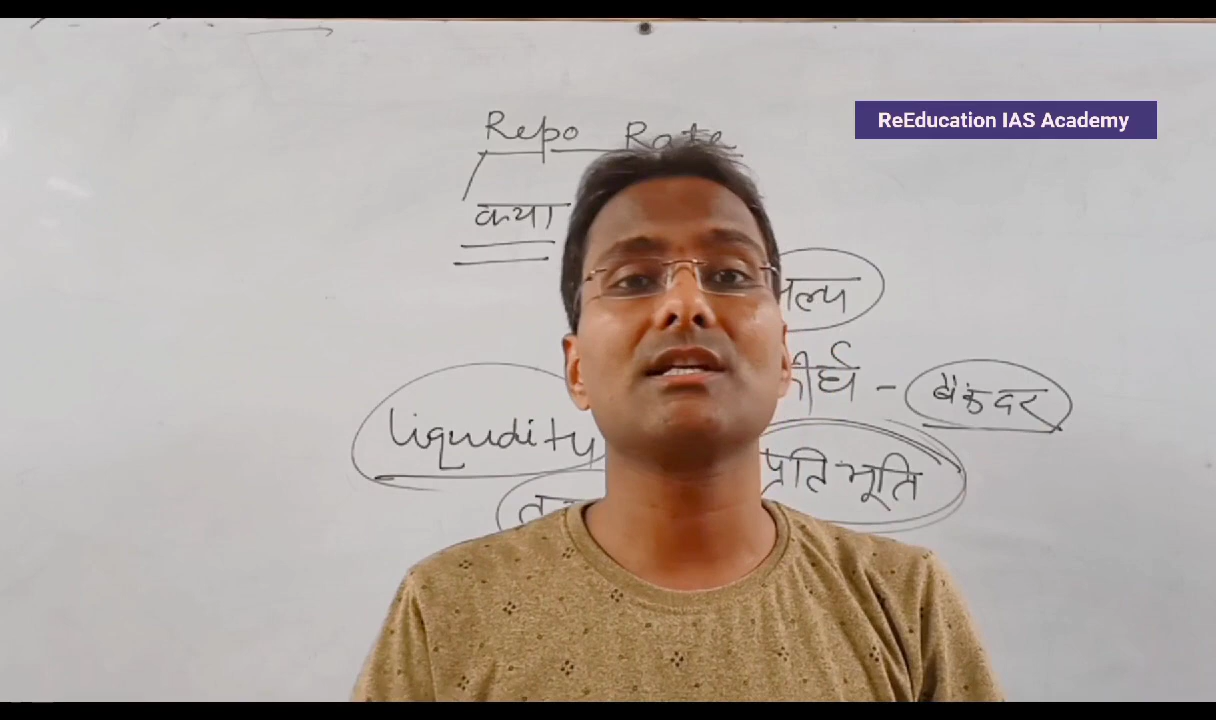 ReEducation IAS Academy
Repo Rate
क्या
दीर्घ - बैंक दर
liquidity
प्रतिभूति